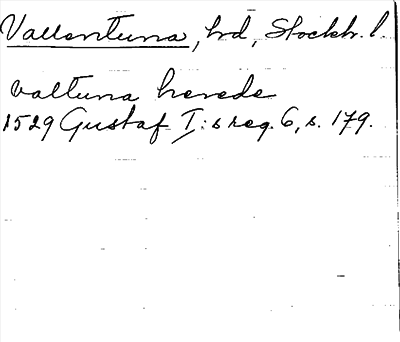 Vallentuna, hd, Stockh. l.
valtuna herede
1529 Gustaf I:s reg. 6, s. 179.